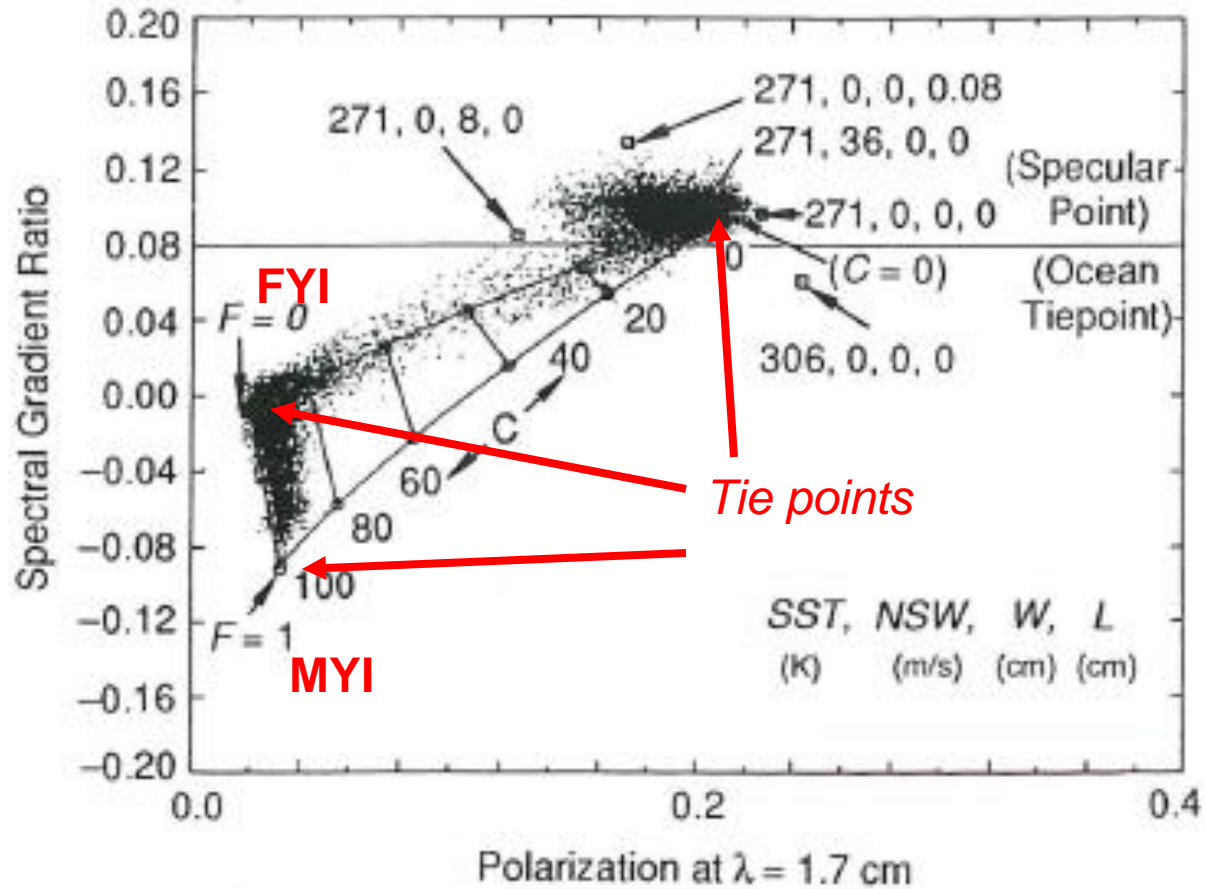 0.20
0.16
0.12
0.08
0.04
0.00
−0.04
−0.08
−0.12
−0.16
−0.20
Spectral Gradient Ratio
271, 0, 8, 0
271, 0, 0, 0.08
271, 36, 0, 0
(Specular
Point)
271, 0, 0, 0
(C = 0)
(Ocean
Tiepoint)
306, 0, 0, 0
FYI
F = 0
0
20
40
C
60
80
100
Tie points
F = 1
MYI
SST, NSW, W, L
(K) (m/s) (cm) (cm)
0.0 0.2 0.4
Polarization at λ = 1.7 cm